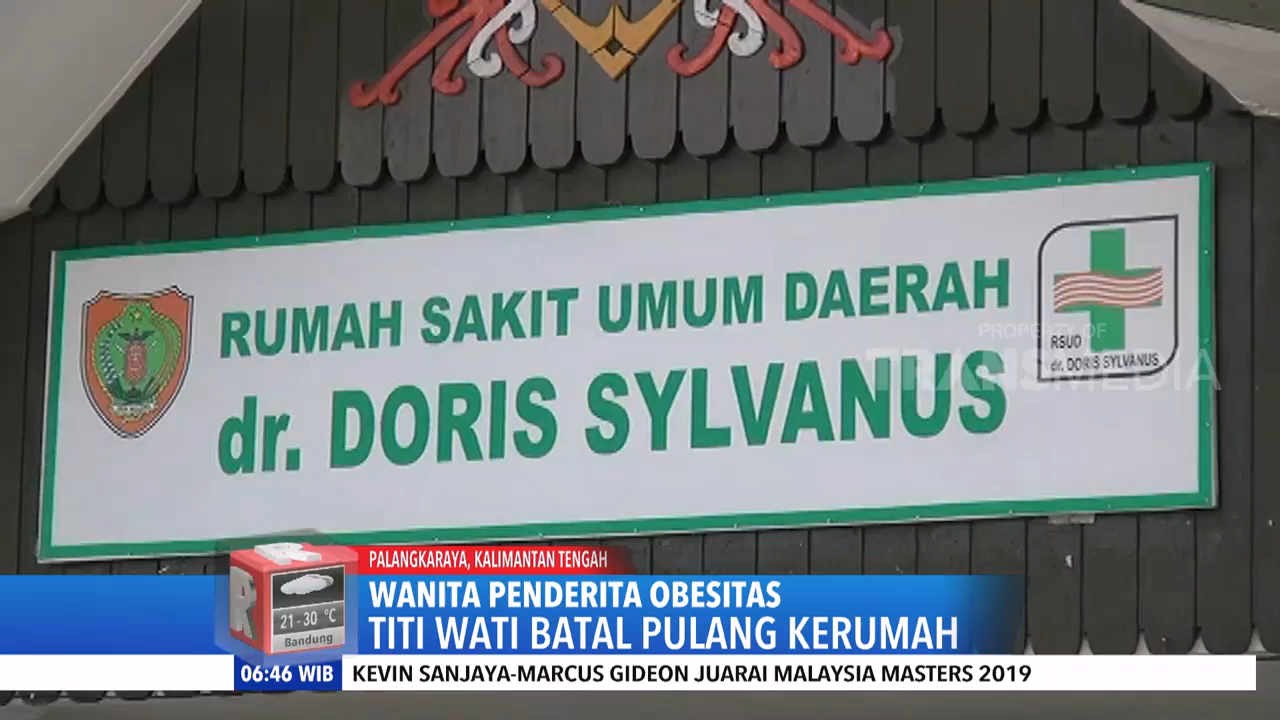 RUMAH SAKIT UMUM DAERAH
dr. DORIS SYLVANUS
RSUD
dr. DORIS SYLVANUS
PROPERTY OF
TRANSMEDIA
PALANGKARAYA, KALIMANTAN TENGAH
WANITA PENDERITA OBESITAS
TITI WATI BATAL PULANG KERUMAH
R
R
21 - 30 °C
Bandung
06:46 WIB
KEVIN SANJAYA-MARCUS GIDEON JUARAI MALAYSIA MASTERS 2019